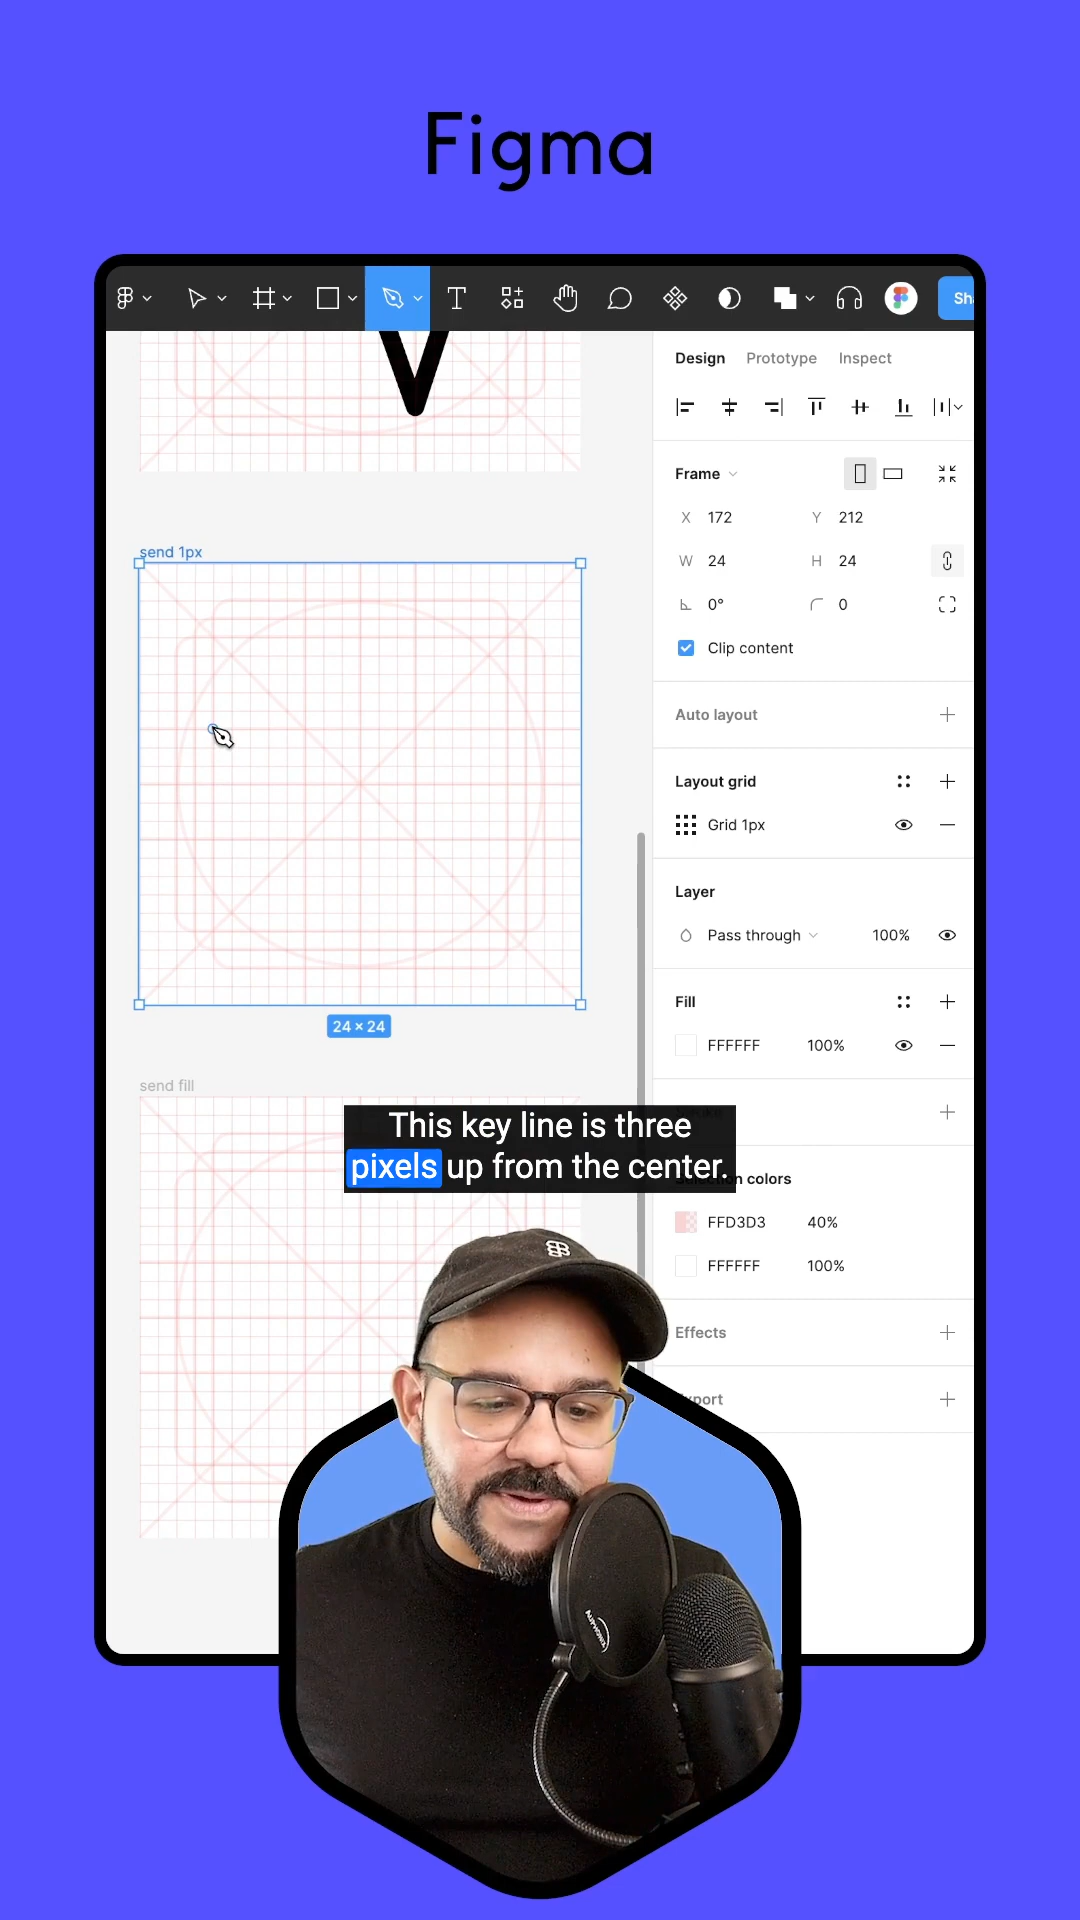 Figma
Sh
Design Prototype Inspect
Frame
X 172 Y 212
send 1px
W 24 H 24
0° 0
Clip content
Auto layout
Layout grid
Grid 1px
Layer
Pass through 100%
Fill
24 × 24
FFFFFF 100%
send fill
This key line is three
pixels up from the center.
colors
FFD3D3 40%
FFFFFF 100%
Effects
port